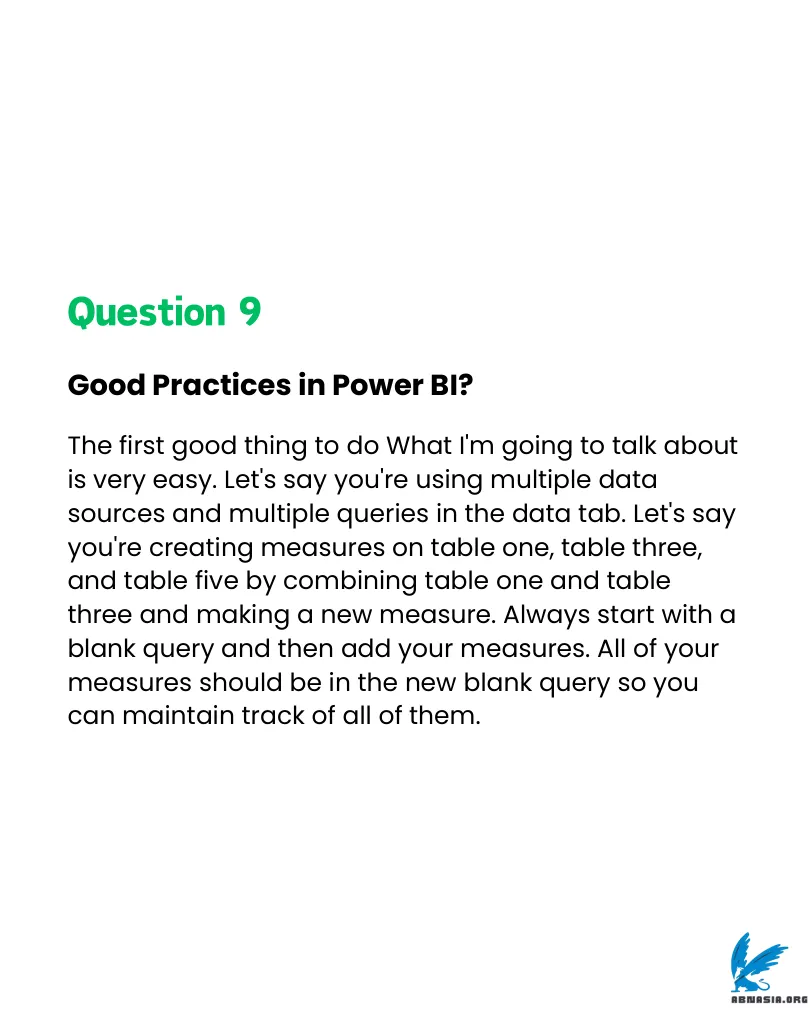 Question 9
Good Practices in Power BI?
The first good thing to do What I'm going to talk about
is very easy. Let's say you're using multiple data
sources and multiple queries in the data tab. Let's say
you're creating measures on table one, table three,
and table five by combining table one and table
three and making a new measure. Always start with a
blank query and then add your measures. All of your
measures should be in the new blank query so you
can maintain track of all of them.
ABNASIA.ORG